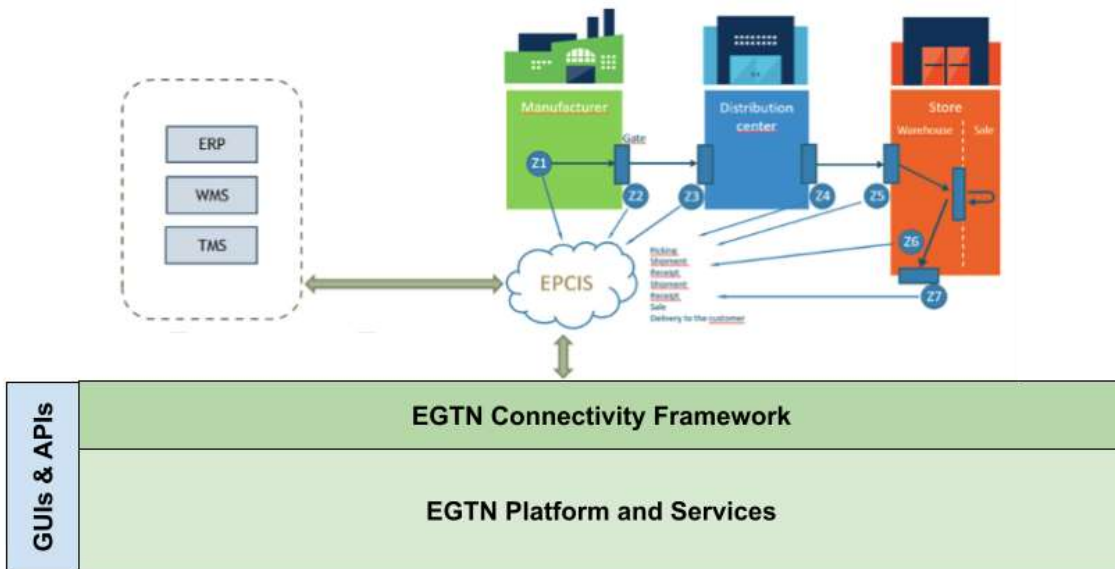 Manufacturer
Distribution
center
Store
Warehouse
Sale
Gate
ERP
WMS
TMS
Z1
Z2
Z3
Z4
Z5
Z6
Z7
EPCIS
Picking
Shipment
Receipt
Shipment
Receipt
Sale
Delivery to the customer
GUIs & APIs
EGTN Connectivity Framework
EGTN Platform and Services